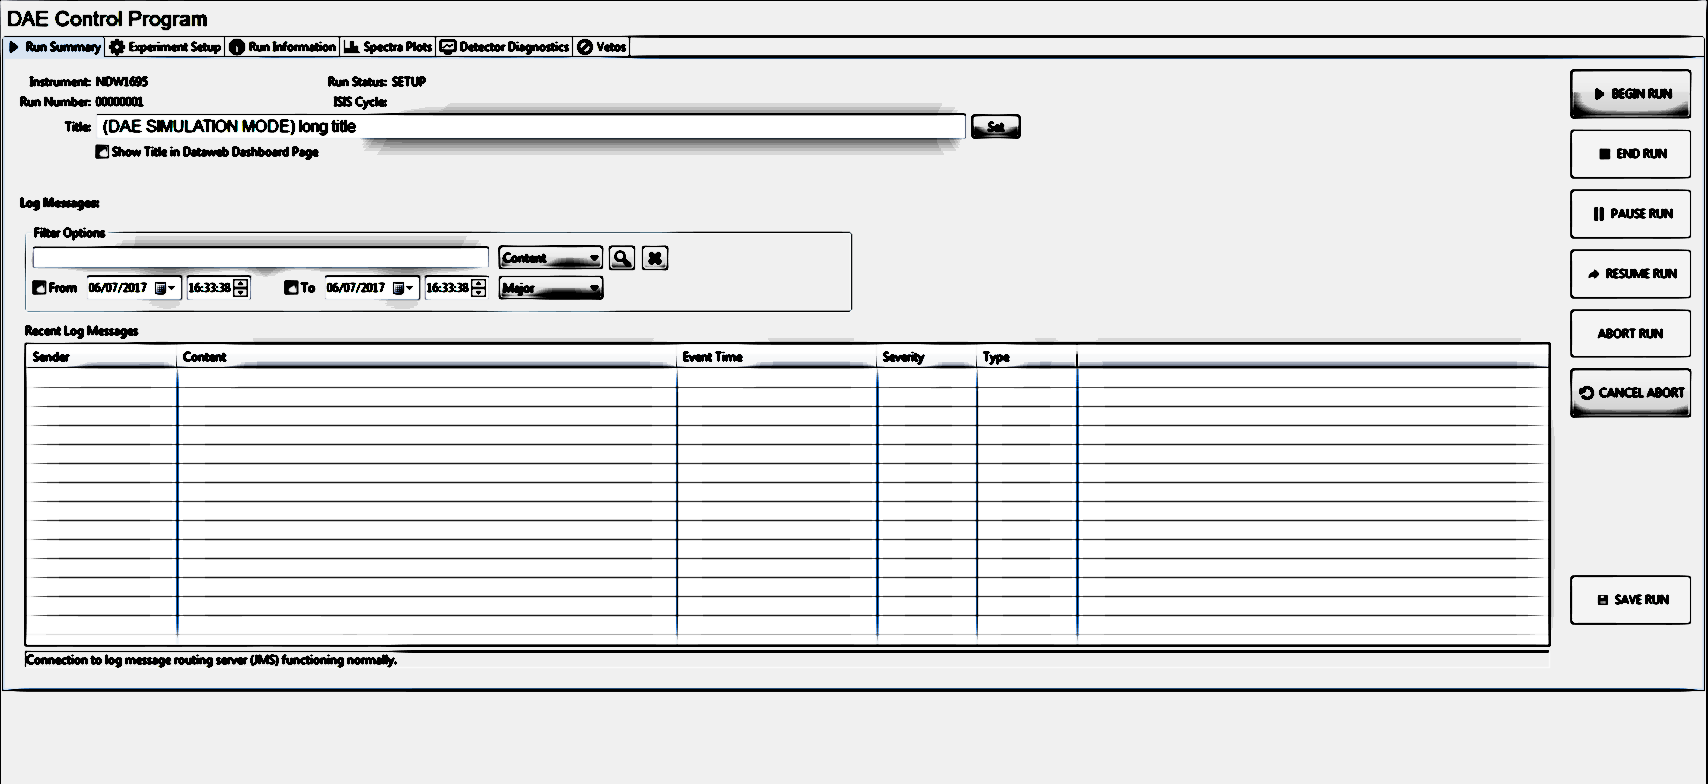 DAE Control Program
Run Summary Experiment Setup Run Information Spectra Plots Detector Diagnostics Vetos
Instrument: NDW1695 Run Status: SETUP
Run Number: 00000001 ISIS Cycle:
Title: (DAE SIMULATION MODE) long title Set
Show Title in Dataweb Dashboard Page
BEGIN RUN
END RUN
PAUSE RUN
RESUME RUN
ABORT RUN
CANCEL ABORT
SAVE RUN
Log Messages:
Filter Options
Content
From 06/07/2017 16:33:38 To 06/07/2017 16:33:38 Major
Recent Log Messages
Sender Content Event Time Severity Type
Connection to log message routing server (JMS) functioning normally.